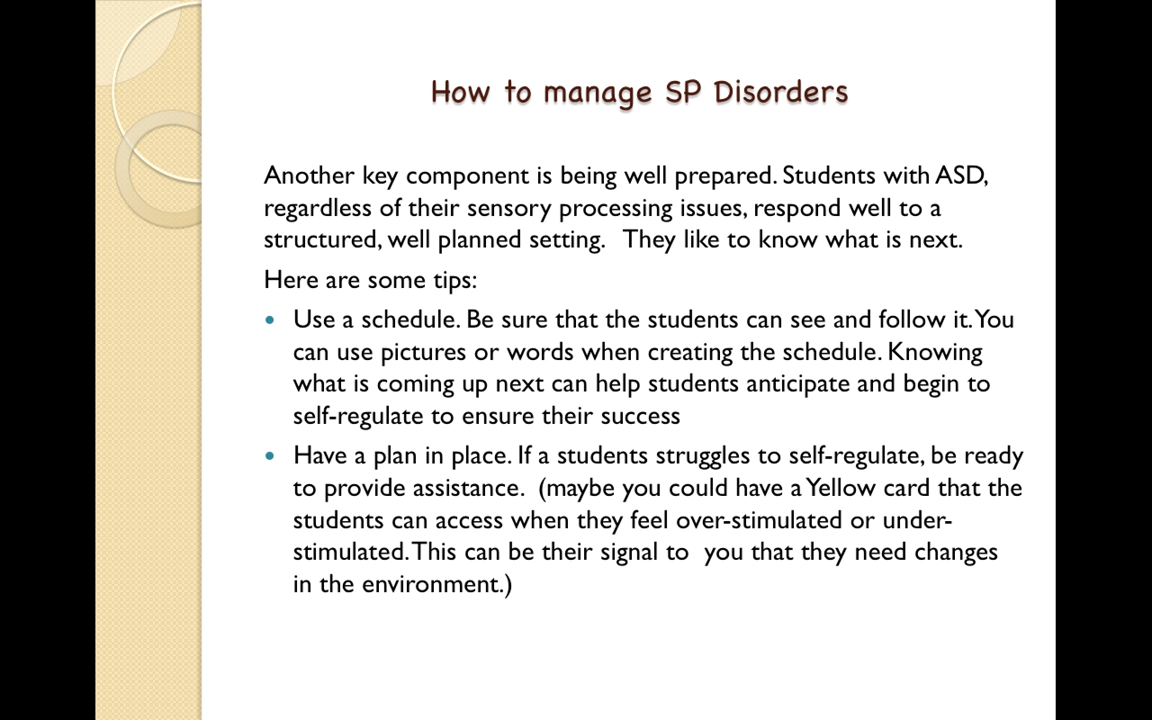 How to manage SP Disorders
Another key component is being well prepared. Students with ASD,
regardless of their sensory processing issues, respond well to a
structured, well planned setting.   They like to know what is next.
Here are some tips:
• Use a schedule. Be sure that the students can see and follow it. You
can use pictures or words when creating the schedule. Knowing
what is coming up next can help students anticipate and begin to
self-regulate to ensure their success
• Have a plan in place. If a students struggles to self-regulate, be ready
to provide assistance.  (maybe you could have a Yellow card that the
students can access when they feel over-stimulated or under-
stimulated. This can be their signal to  you that they need changes
in the environment.)